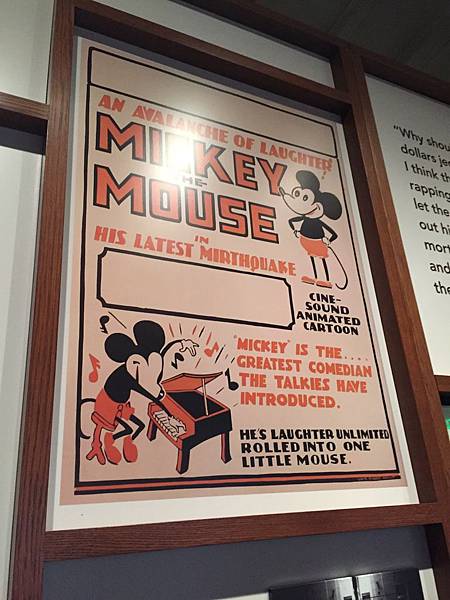 AN AVALANCHE OF LAUGHTER!
MICKEY
THE
MOUSE
IN
HIS LATEST MIRTHQUAKE
CINE-
SOUND
ANIMATED
CARTOON
"MICKEY" IS THE....
GREATEST COMEDIAN
THE TALKIES HAVE
INTRODUCED.
HE'S LAUGHTER UNLIMITED
ROLLED INTO ONE
LITTLE MOUSE.
"Why shou
dollars je
I think th
rapping
let the
out hi
mort
and
the